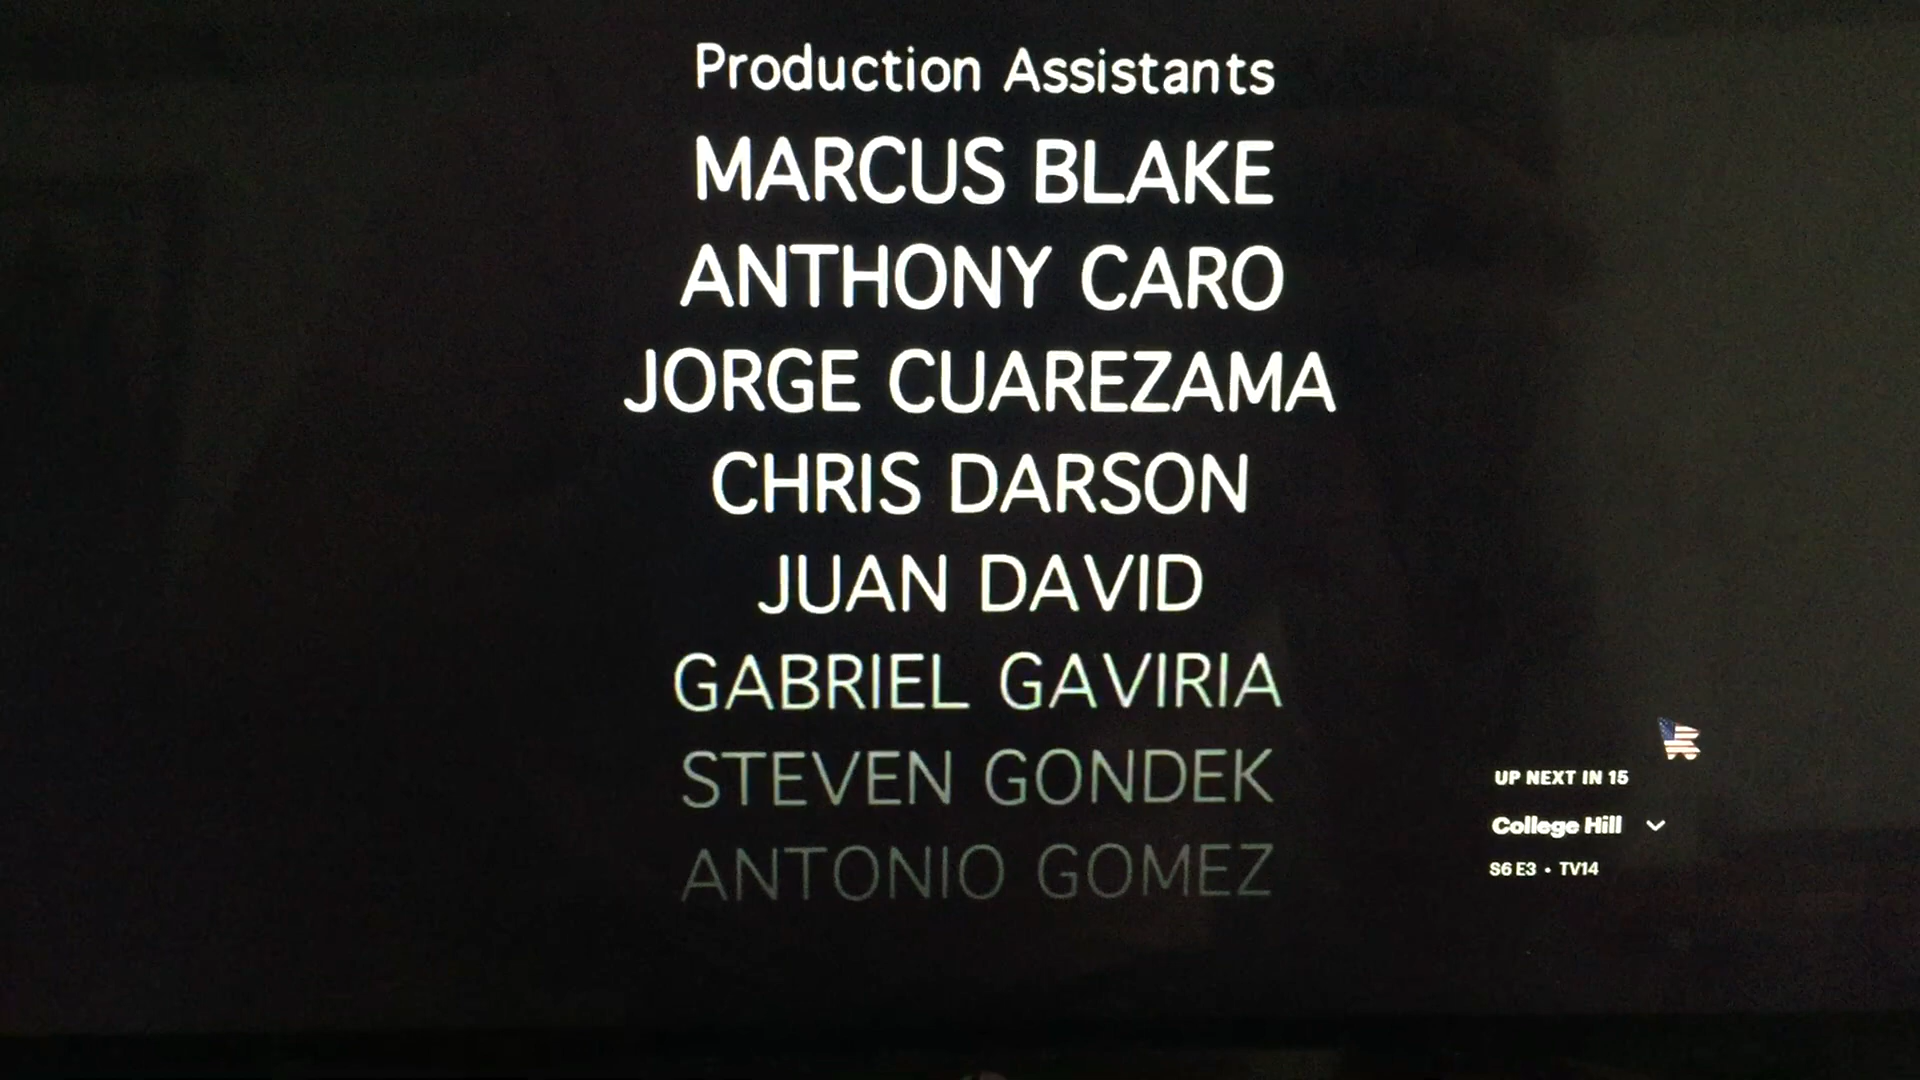 Production Assistants
MARCUS BLAKE
ANTHONY CARO
JORGE CUAREZAMA
CHRIS DARSON
JUAN DAVID
GABRIEL GAVIRIA
STEVEN GONDEK
ANTONIO GOMEZ
UP NEXT IN 15
College Hill
S6 E3 • TV14